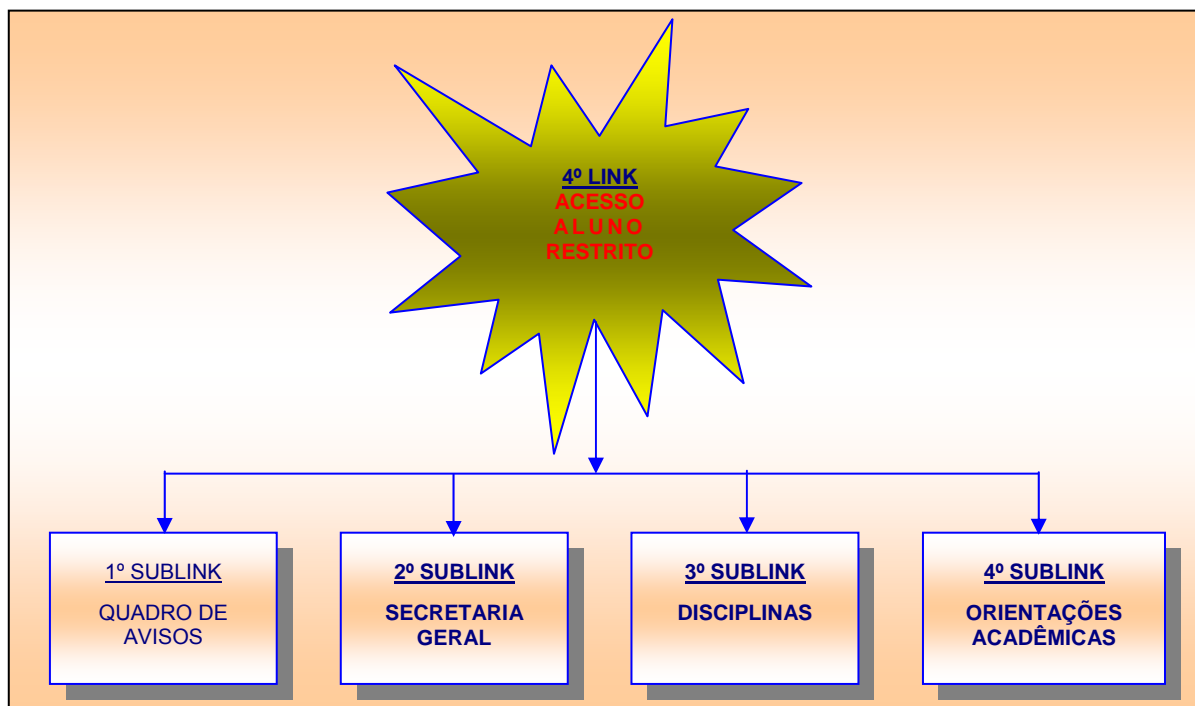 4º LINK
ACESSO
ALUNO
RESTRITO
1º SUBLINK
QUADRO DE
AVISOS
2º SUBLINK
SECRETARIA
GERAL
3º SUBLINK
DISCIPLINAS
4º SUBLINK
ORIENTAÇÕES
ACADÊMICAS